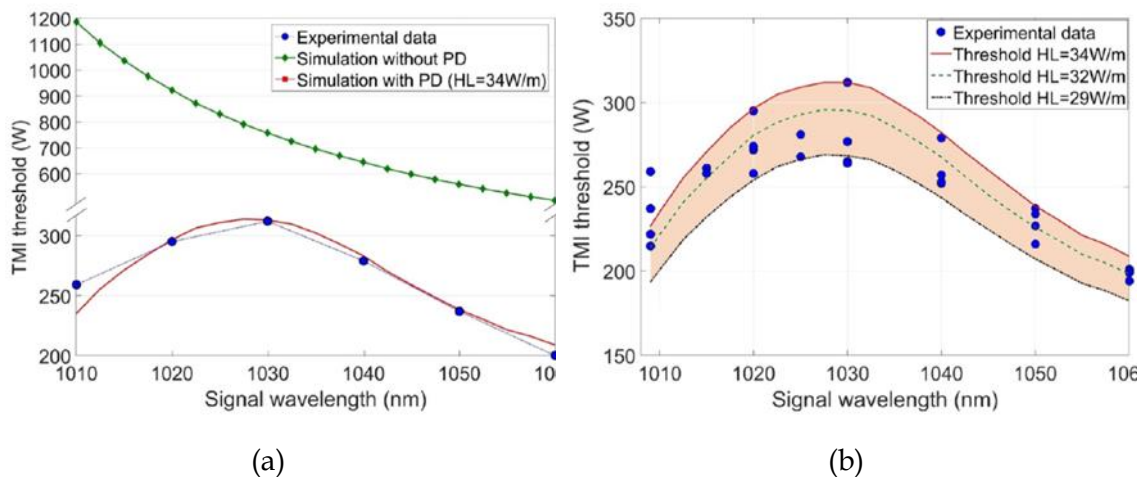 1200
1100
1000
900
800
700
600
300
250
200
TMI threshold (W)
Experimental data
Simulation without PD
Simulation with PD (HL=34W/m)
1010 1020 1030 1040 1050 10
Signal wavelength (nm)
(a)
350
300
250
200
150
TMI threshold (W)
Experimental data
Threshold HL=34W/m
Threshold HL=32W/m
Threshold HL=29W/m
1010 1020 1030 1040 1050 106
Signal wavelength (nm)
(b)